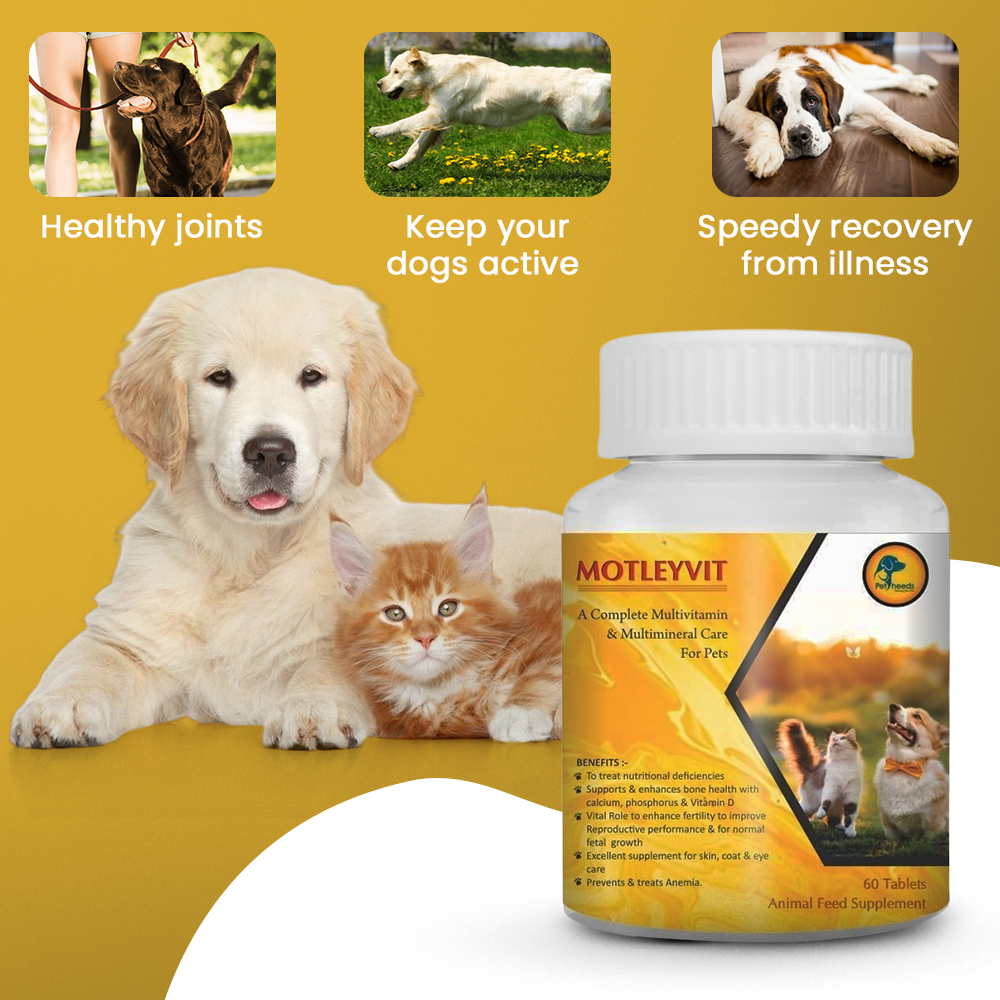 Healthy joints
Keep your
dogs active
Speedy recovery
from illness
MOTLEYVIT
A Complete Multivitamin
& Multimineral Care
For Pets
Pet heeds
BENEFITS :-
To treat nutritional deficiencies
Supports & enhances bone health with
calcium, phosphorus & Vitamin D
Vital Role to enhance fertility to improve
Reproductive performance & for normal
fetal growth
Excellent supplement for skin, coat & eye
care
Prevents & treats Anemia.
60 Tablets
Animal Feed Supplement